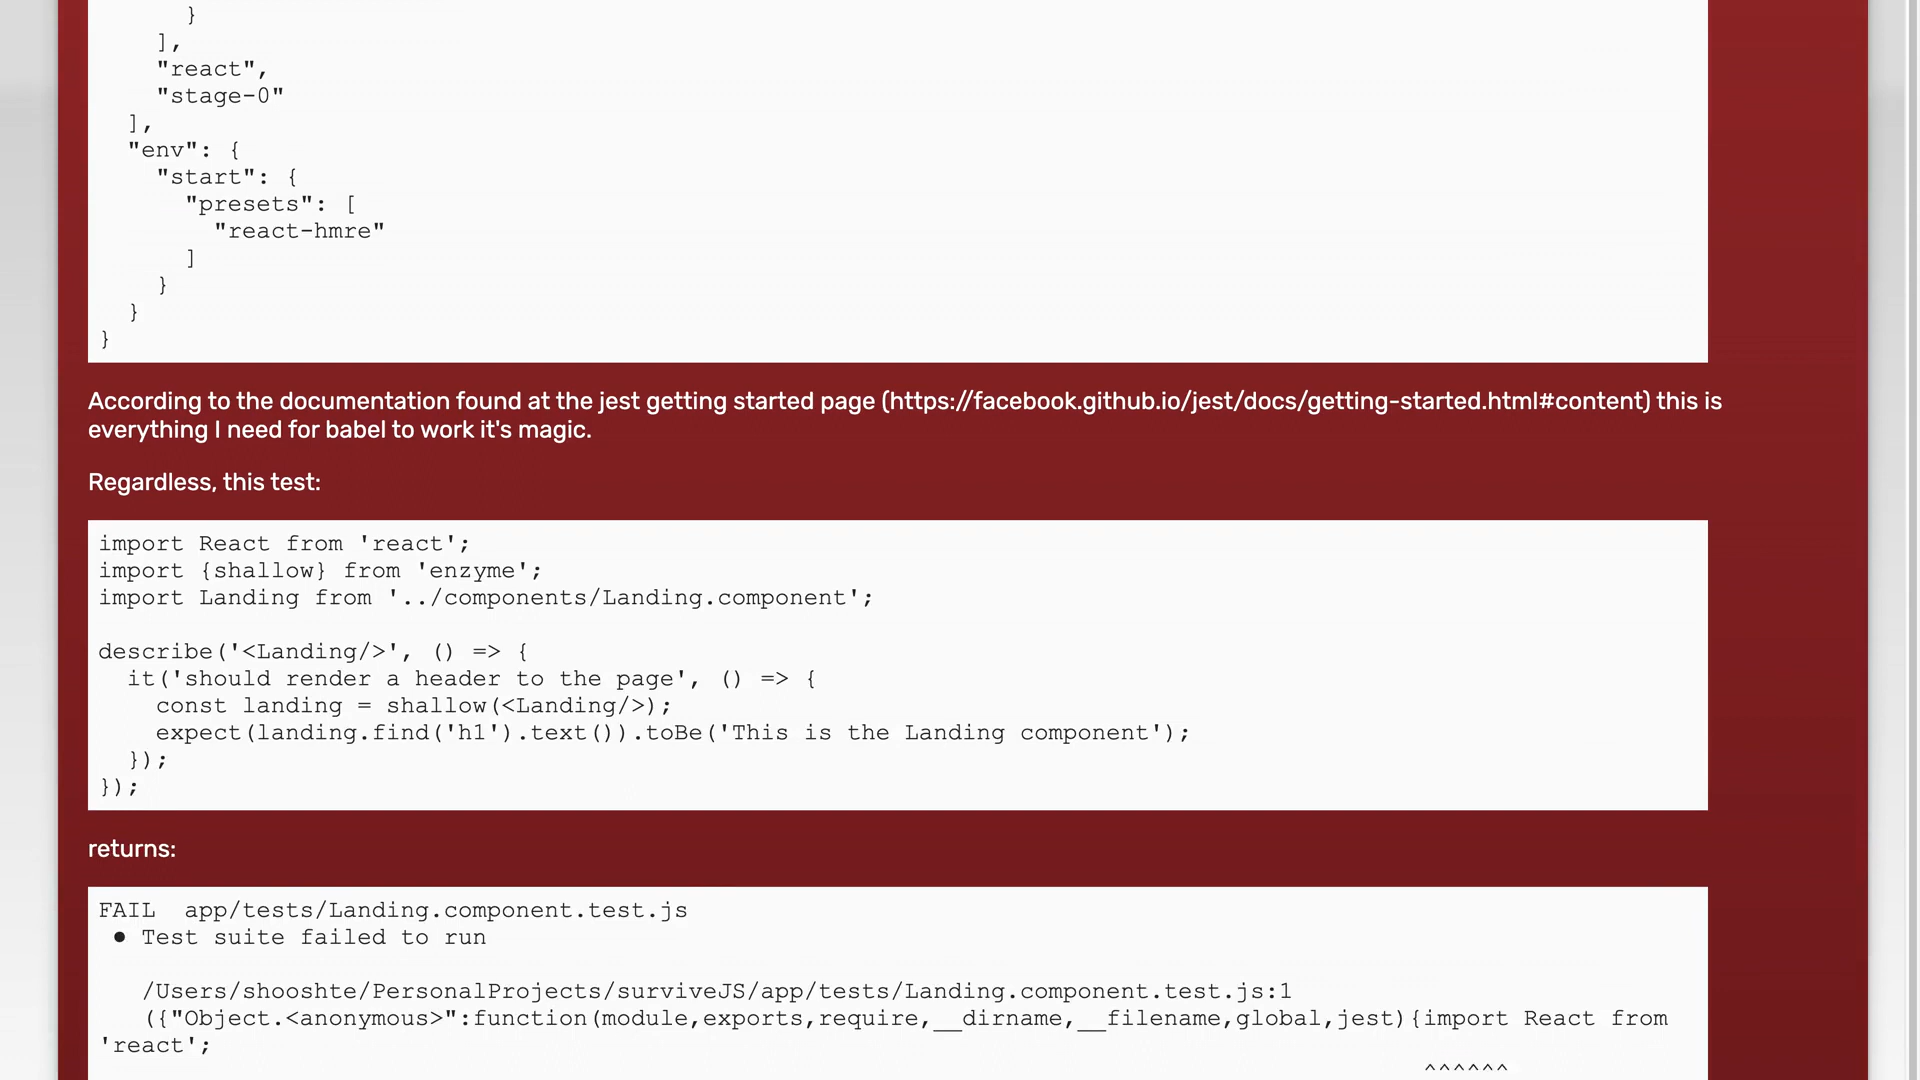 }
],
"react",
"stage-0"
],
"env": {
"start": {
"presets": [
"react-hmre"
]
}
}
}
According to the documentation found at the jest getting started page (https://facebook.github.io/jest/docs/getting-started.html#content) this is
everything I need for babel to work it's magic.
Regardless, this test:
import React from 'react';
import {shallow} from 'enzyme';
import Landing from '../components/Landing.component';
describe('<Landing/>', () => {
it('should render a header to the page', () => {
const landing = shallow(<Landing/>);
expect(landing.find('h1').text()).toBe('This is the Landing component');
});
});
returns:
FAIL  app/tests/Landing.component.test.js
● Test suite failed to run
/Users/shooshte/PersonalProjects/surviveJS/app/tests/Landing.component.test.js:1
({"Object.<anonymous>":function(module,exports,require,__dirname,__filename,global,jest){import React from
'react';
^^^^^^